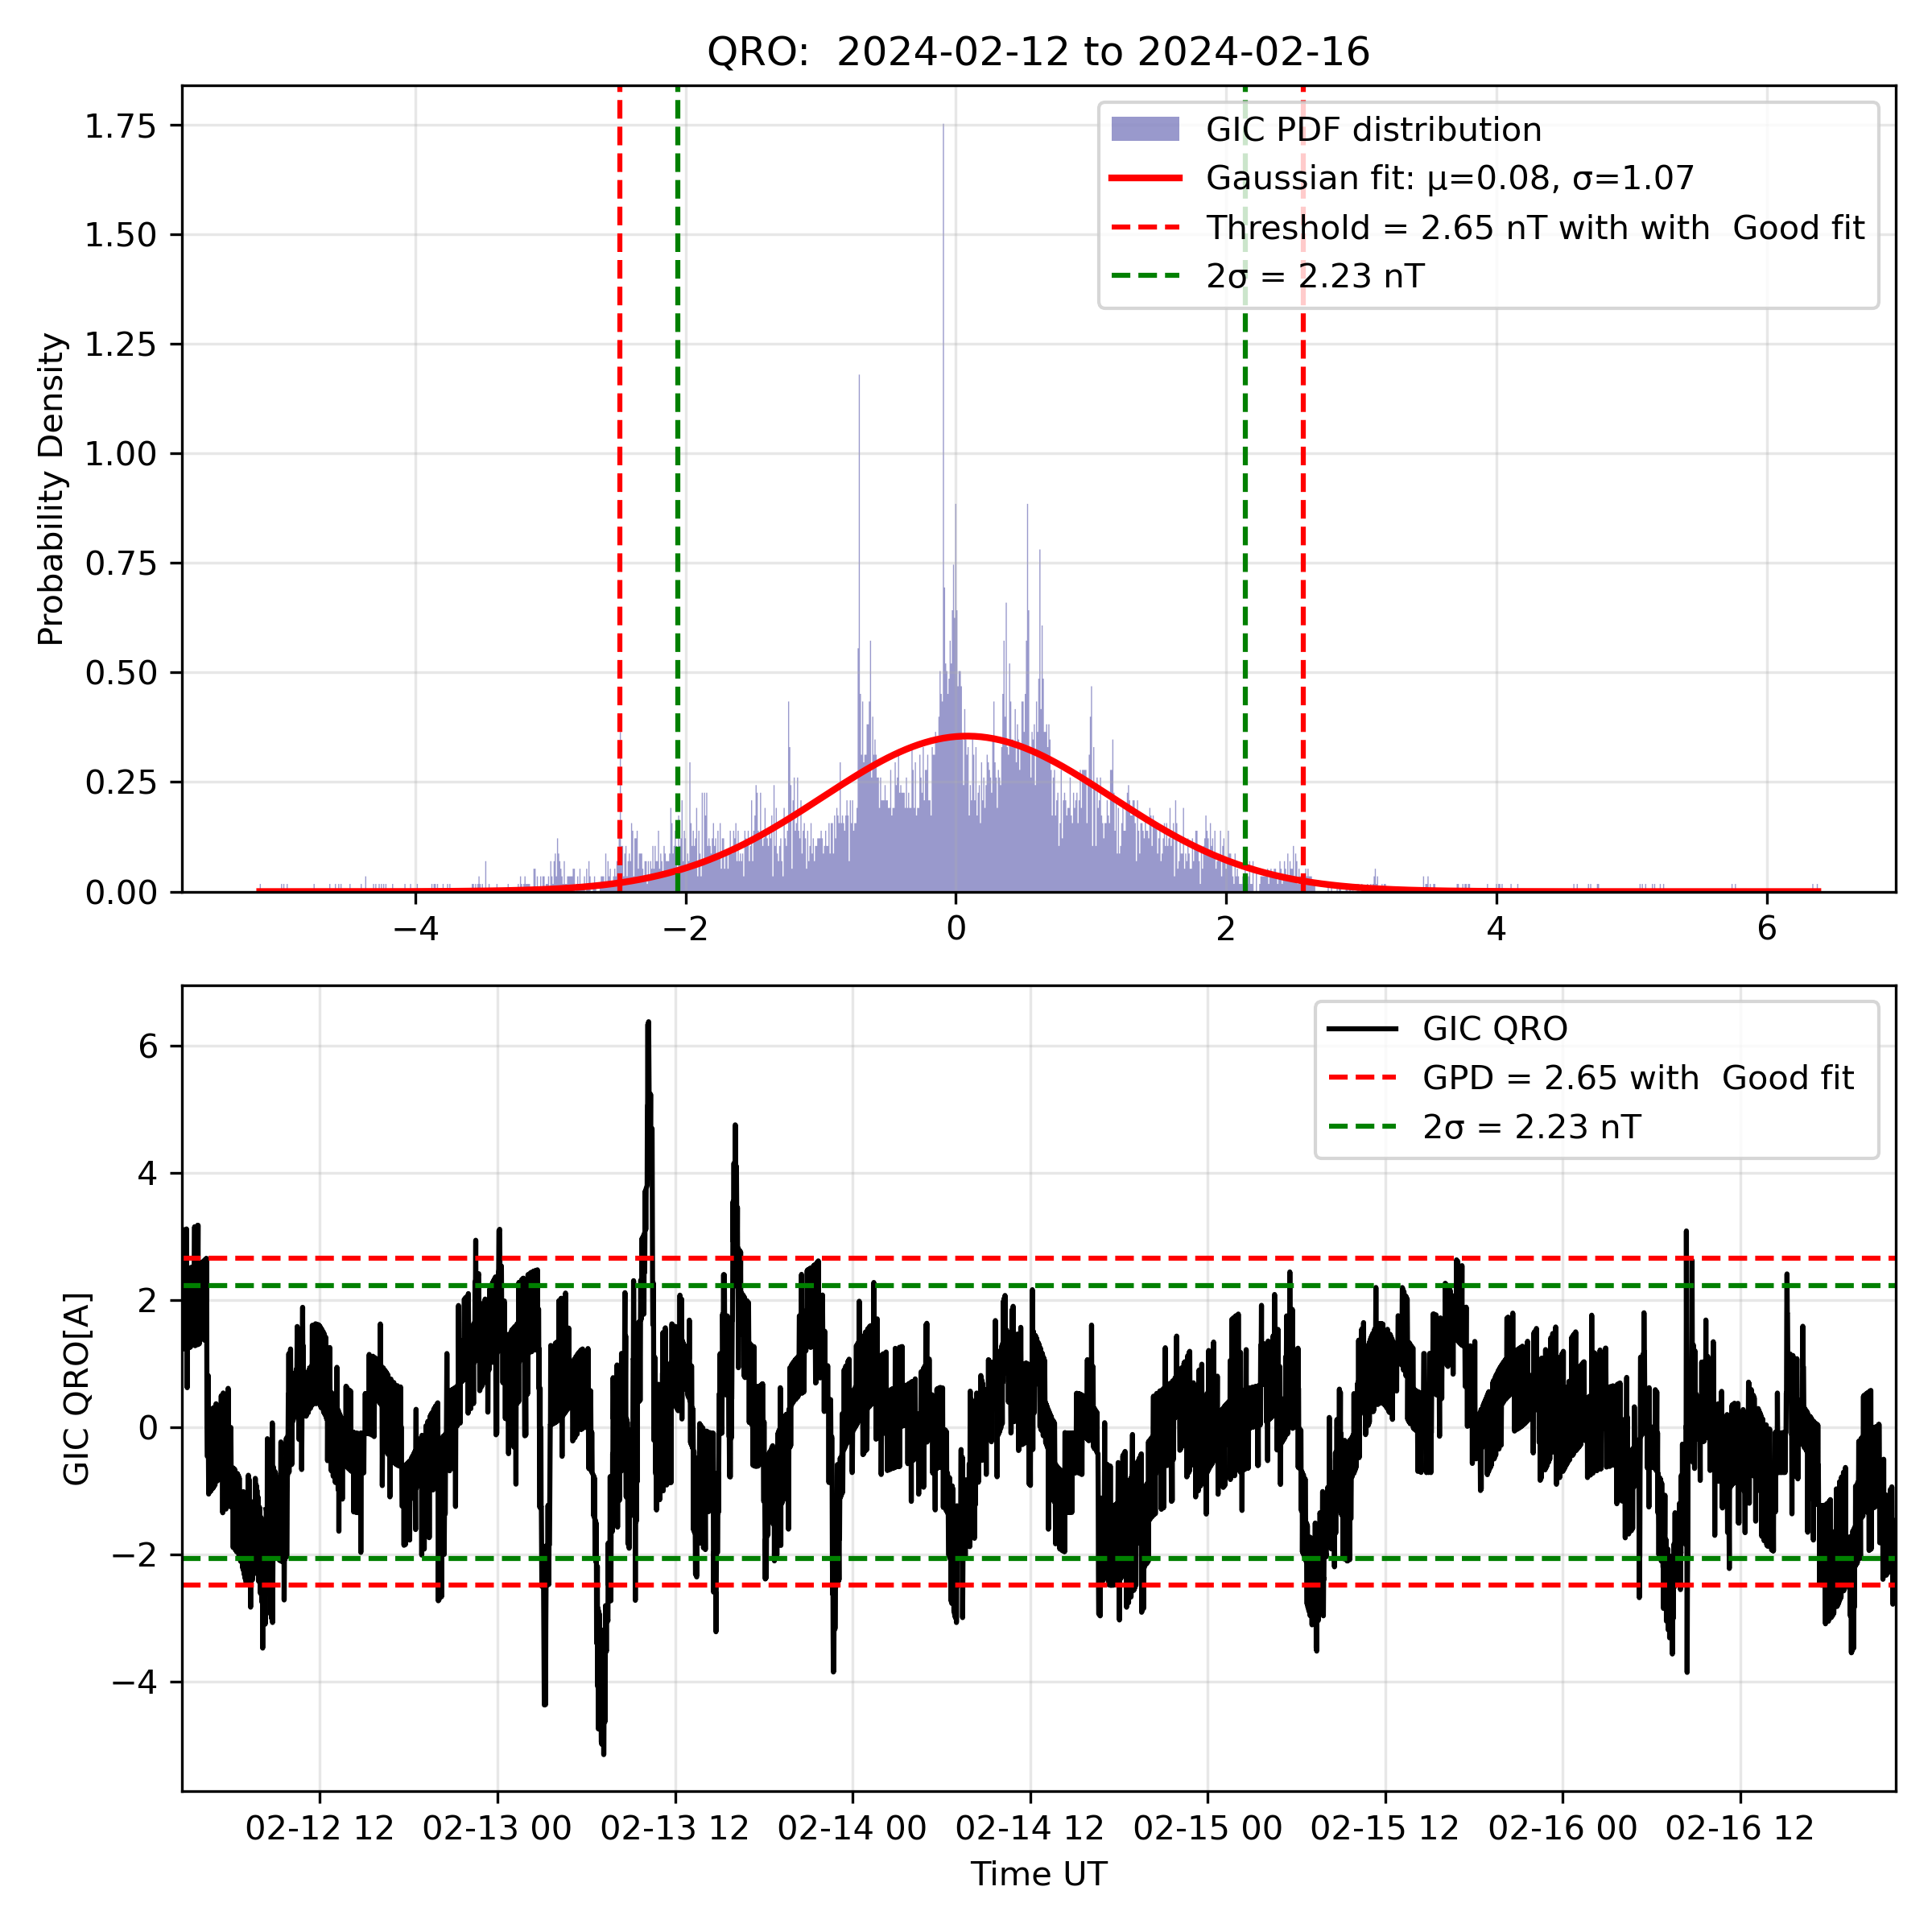 QRO:  2024-02-12 to 2024-02-16
1.75
1.50
1.25
1.00
0.75
0.50
0.25
0.00
Probability Density
GIC PDF distribution
Gaussian fit: μ=0.08, σ=1.07
Threshold = 2.65 nT with with  Good fit
2σ = 2.23 nT
−4
−2
0
2
4
6
6
4
2
0
−2
−4
GIC QRO[A]
GIC QRO
GPD = 2.65 with  Good fit
2σ = 2.23 nT
02-12 12
02-13 00
02-13 12
02-14 00
02-14 12
02-15 00
02-15 12
02-16 00
02-16 12
Time UT